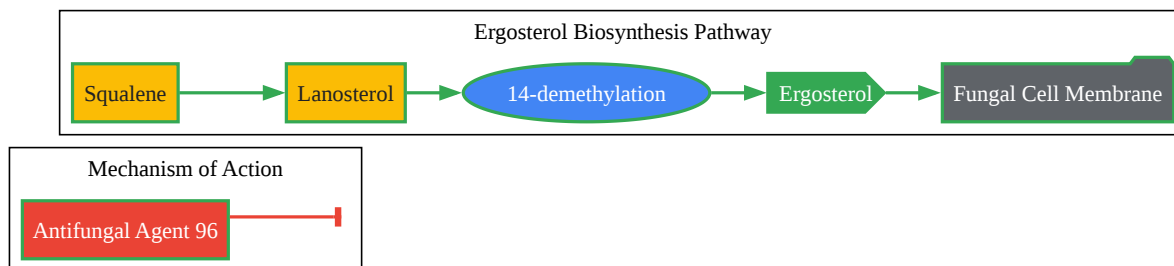 Ergosterol Biosynthesis Pathway
Squalene
Lanosterol
14-demethylation
Ergosterol
Fungal Cell Membrane
Mechanism of Action
Antifungal Agent 96